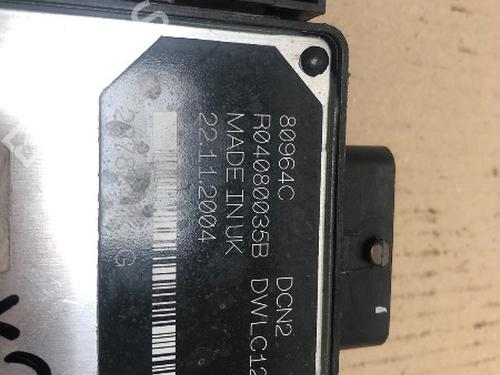 80964C DCN2
R04080035B DWLC12
MADE IN UK
22.11.2004